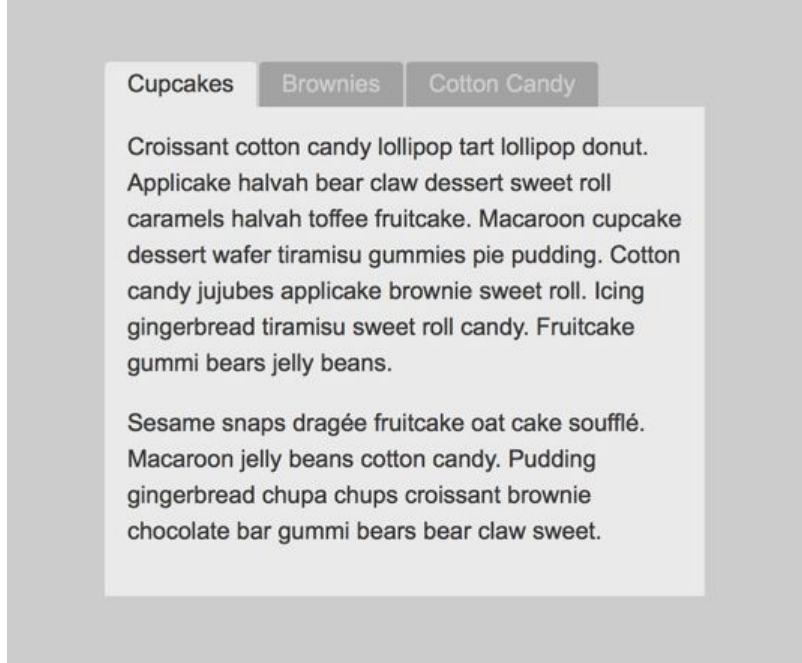 Cupcakes Brownies Cotton Candy
Croissant cotton candy lollipop tart lollipop donut.
Applicake halvah bear claw dessert sweet roll
caramels halvah toffee fruitcake. Macaroon cupcake
dessert wafer tiramisu gummies pie pudding. Cotton
candy jujubes applicake brownie sweet roll. Icing
gingerbread tiramisu sweet roll candy. Fruitcake
gummi bears jelly beans.
Sesame snaps dragée fruitcake oat cake soufflé.
Macaroon jelly beans cotton candy. Pudding
gingerbread chupa chups croissant brownie
chocolate bar gummi bears bear claw sweet.